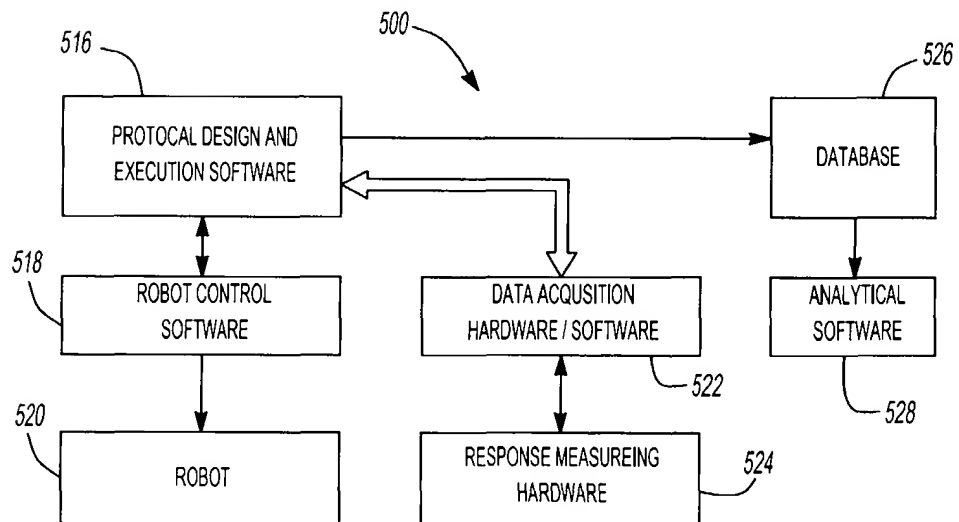 500
516
526
PROTOCAL DESIGN AND
EXECUTION SOFTWARE
DATABASE
518
ROBOT CONTROL
SOFTWARE
DATA ACQUSITION
HARDWARE / SOFTWARE
ANALYTICAL
SOFTWARE
522
528
520
ROBOT
RESPONSE MEASUREING
HARDWARE
524